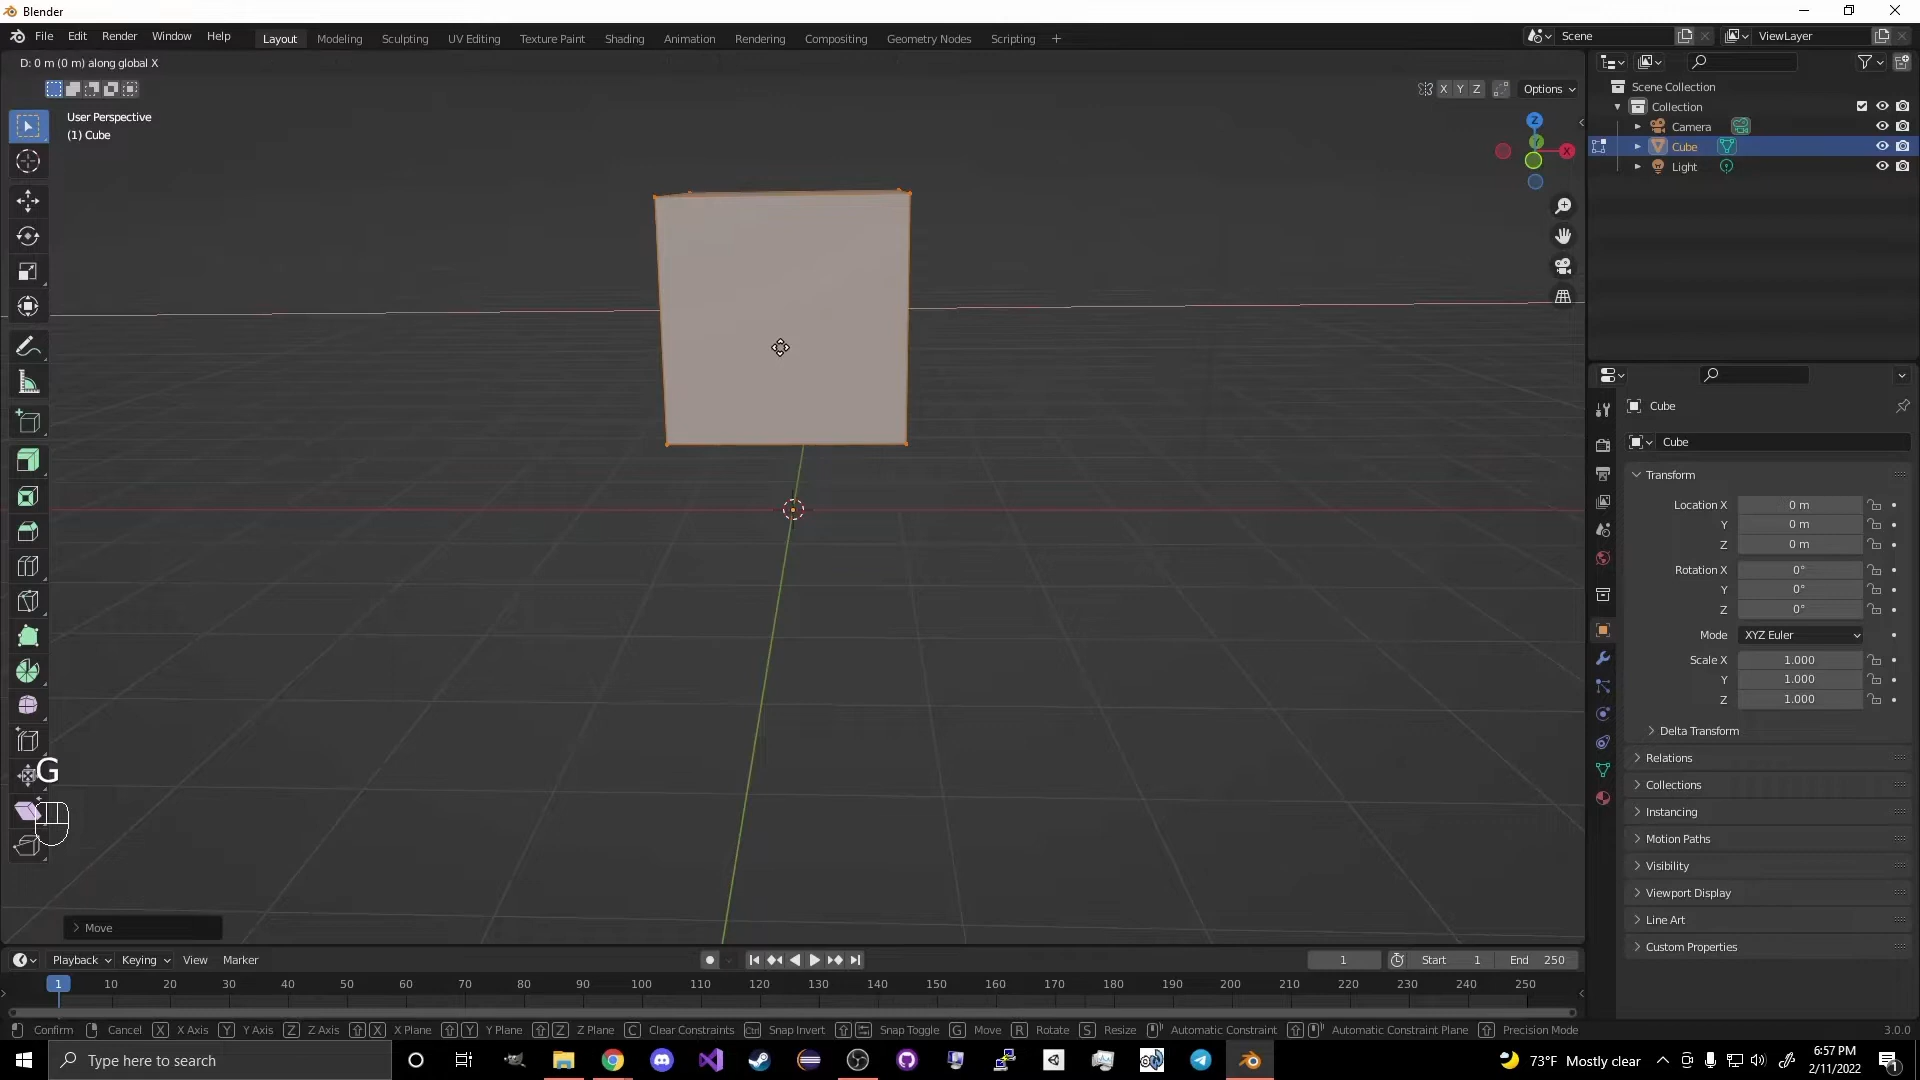 Blender
File Edit Render Window Help
Layout Modeling Sculpting UV Editing Texture Paint Shading Animation Rendering Compositing Geometry Nodes Scripting +
Scene
ViewLayer
D: 0 m (0 m) along global X
X Y Z
Options
User Perspective
(1) Cube
Z
Y
X
Scene Collection
Collection
Camera
Cube
Light
Cube
Cube
Transform
Location X 0 m
Y 0 m
Z 0 m
Rotation X 0°
Y 0°
Z 0°
Mode XYZ Euler
Scale X 1.000
Y 1.000
Z 1.000
Delta Transform
Relations
Collections
Instancing
Motion Paths
Visibility
Viewport Display
Line Art
Custom Properties
G
Move
Playback Keying View Marker
1
Start 1
End 250
1 10 20 30 40 50 60 70 80 90 100 110 120 130 140 150 160 170 180 190 200 210 220 230 240 250
Confirm Cancel X X Axis Y Y Axis Z Z Axis X X Plane Y Y Plane Z Z Plane C Clear Constraints Ctrl Snap Invert Snap Toggle G Move R Rotate S Resize Automatic Constraint Automatic Constraint Plane Precision Mode 3.0.0
Type here to search
73°F Mostly clear
6:57 PM
2/11/2022
1